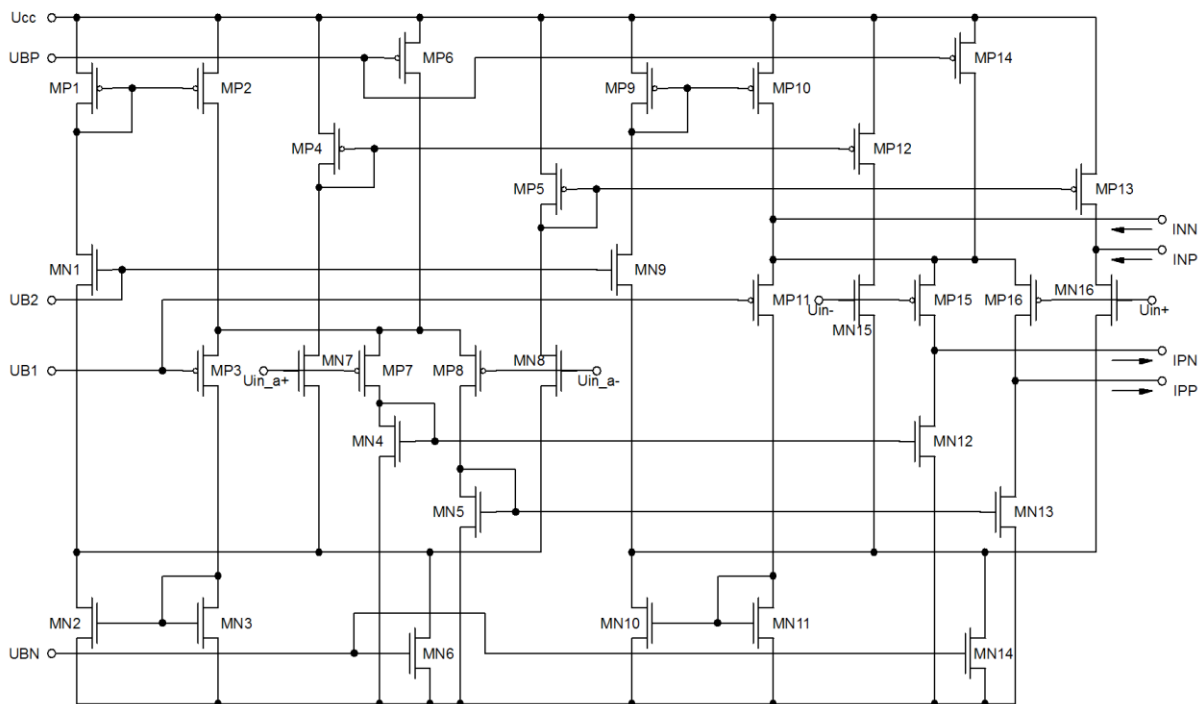 Ucc
UBP
MP1
MP2
MP6
MP9
MP10
MP14
MP4
MP12
MP5
MP13
INN
INP
MN1
MN9
UB2
MP11
Uin-
MN15
MP15
MP16
MN16
Uin+
UB1
MP3
Uin_a+
MN7
MP7
MP8
MN8
Uin_a-
IPN
IPP
MN4
MN12
MN5
MN13
MN2
MN3
MN10
MN11
UBN
MN6
MN14